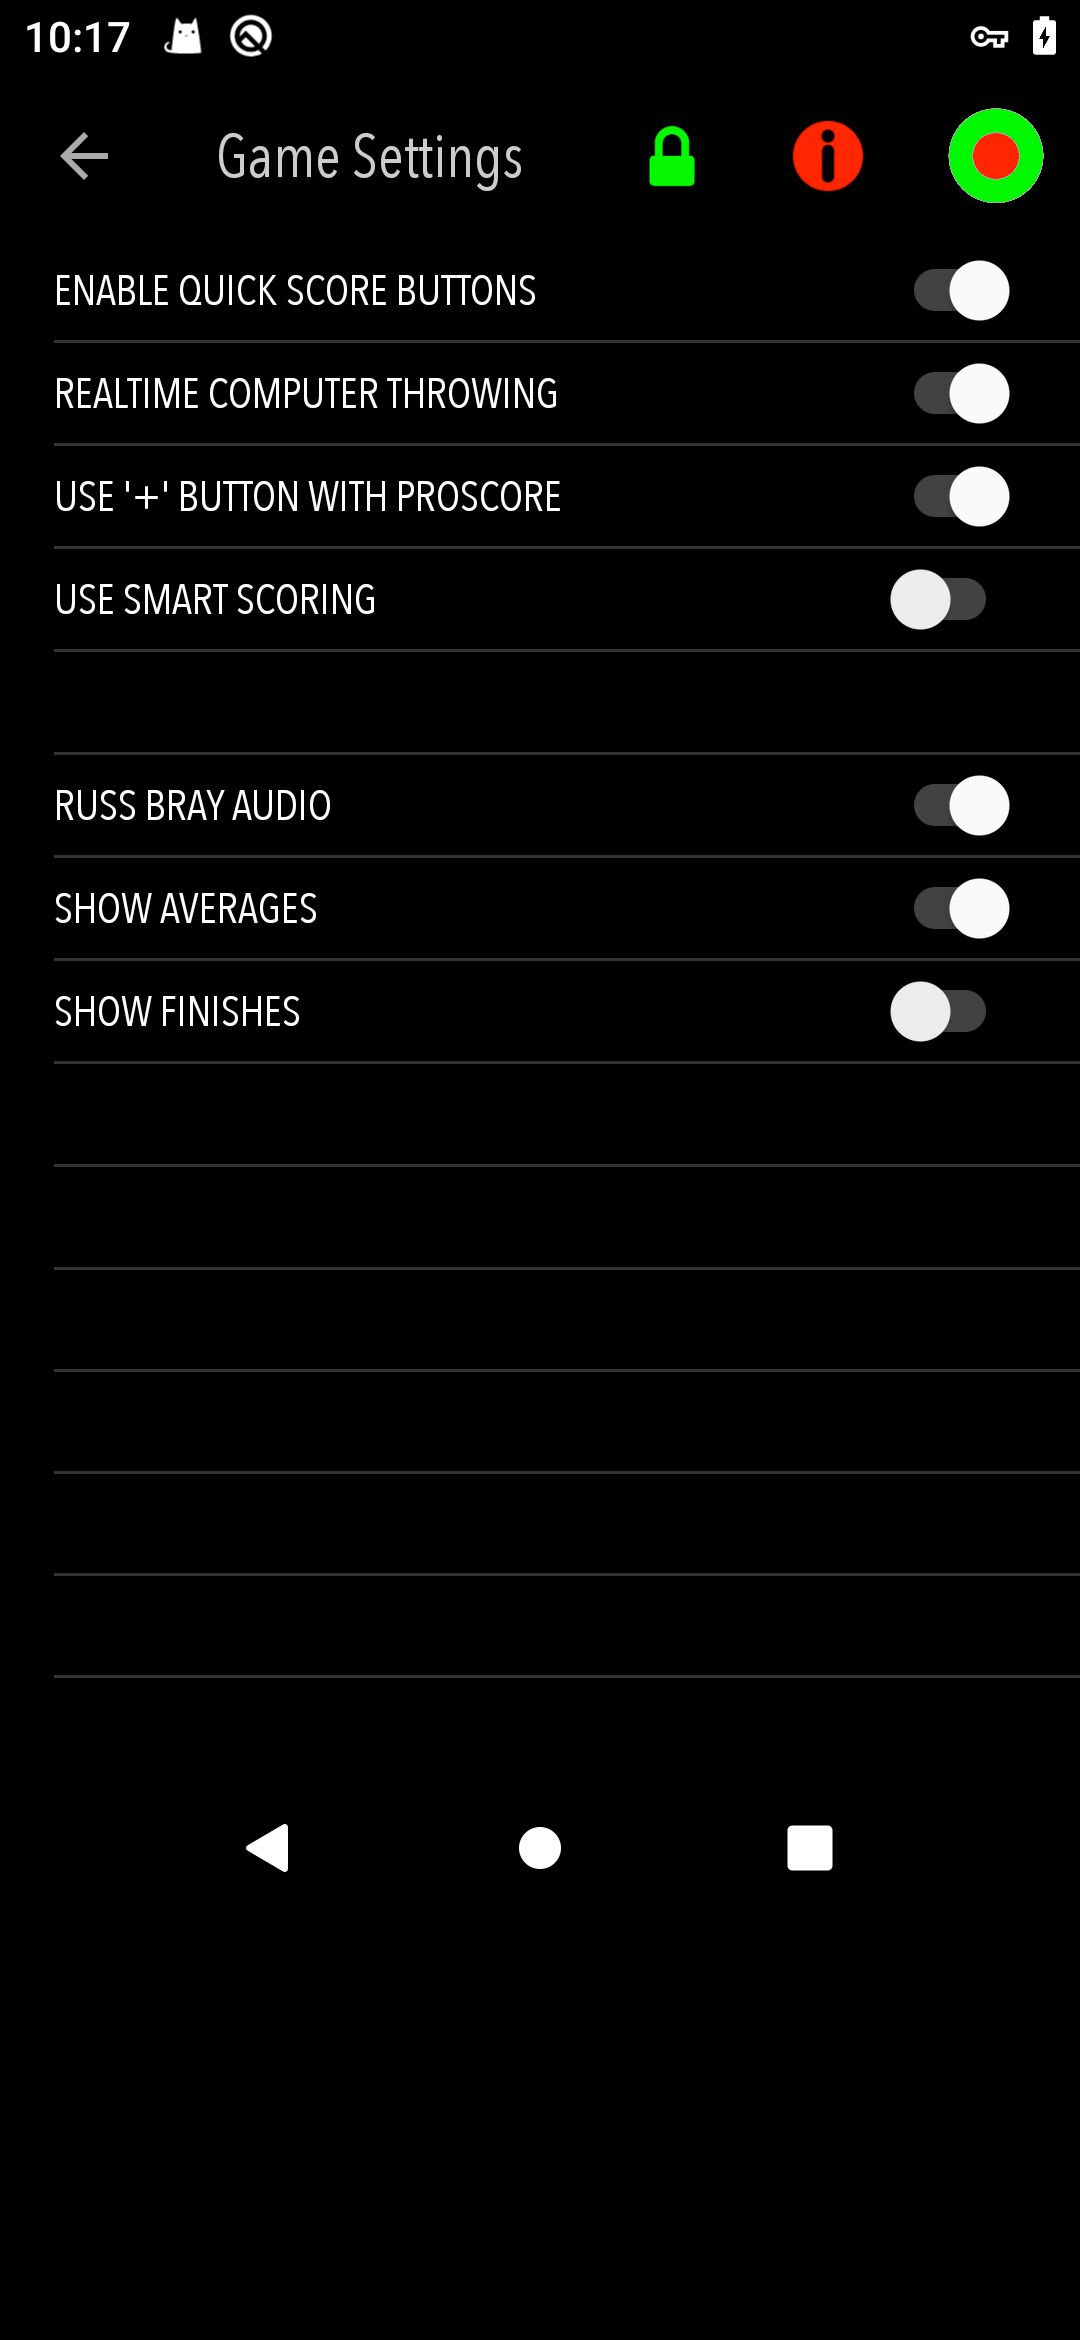 10:17
Game Settings
ENABLE QUICK SCORE BUTTONS
REALTIME COMPUTER THROWING
USE '+' BUTTON WITH PROSCORE
USE SMART SCORING
RUSS BRAY AUDIO
SHOW AVERAGES
SHOW FINISHES